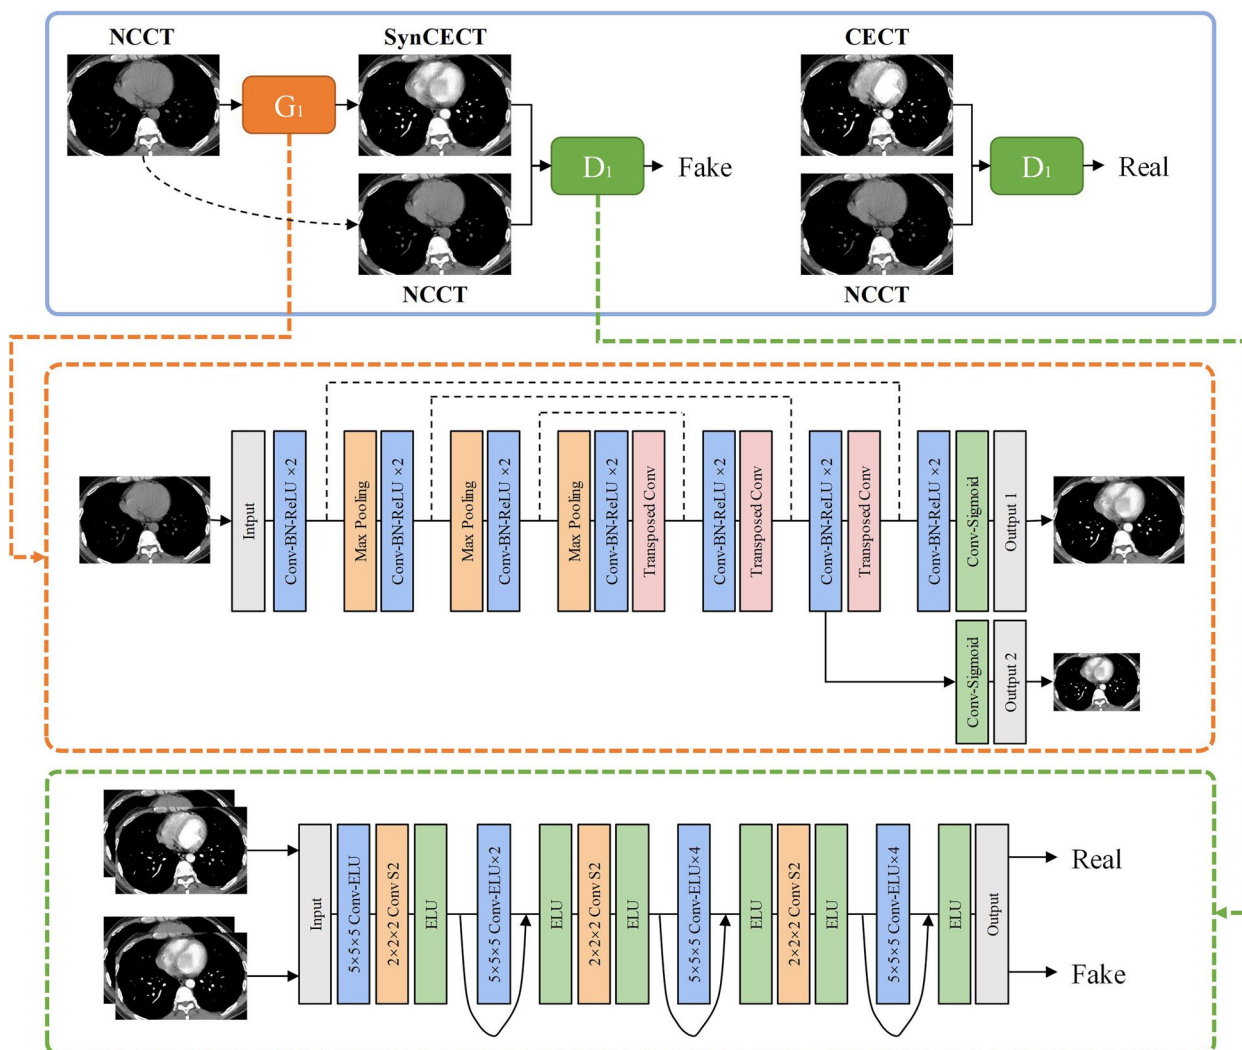 NCCT
SynCECT
CECT
G1
D1
Fake
D1
Real
NCCT
NCCT
Intput
Conv-BN-ReLU ×2
Max Pooling
Conv-BN-ReLU ×2
Max Pooling
Conv-BN-ReLU ×2
Max Pooling
Conv-BN-ReLU ×2
Transposed Conv
Conv-BN-ReLU ×2
Transposed Conv
Conv-BN-ReLU ×2
Transposed Conv
Conv-BN-ReLU ×2
Conv-Sigmoid
Outtput 1
Conv-Sigmoid
Outtput 2
Input
5×5×5 Conv-ELU
2×2×2 Conv S2
ELU
5×5×5 Conv-ELU×2
ELU
2×2×2 Conv S2
ELU
5×5×5 Conv-ELU×4
ELU
2×2×2 Conv S2
ELU
5×5×5 Conv-ELU×4
ELU
Output
Real
Fake